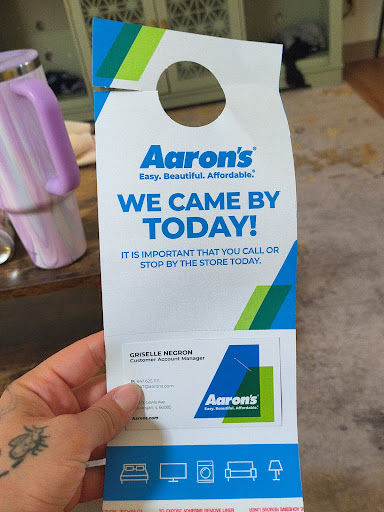 Aaron's
Easy. Beautiful. Affordable.®
WE CAME BY
TODAY!
IT IS IMPORTANT THAT YOU CALL OR
STOP BY THE STORE TODAY.
GRISELLE NEGRON
Customer Account Manager
Aaron's
Easy. Beautiful. Affordable.
Aarons.com